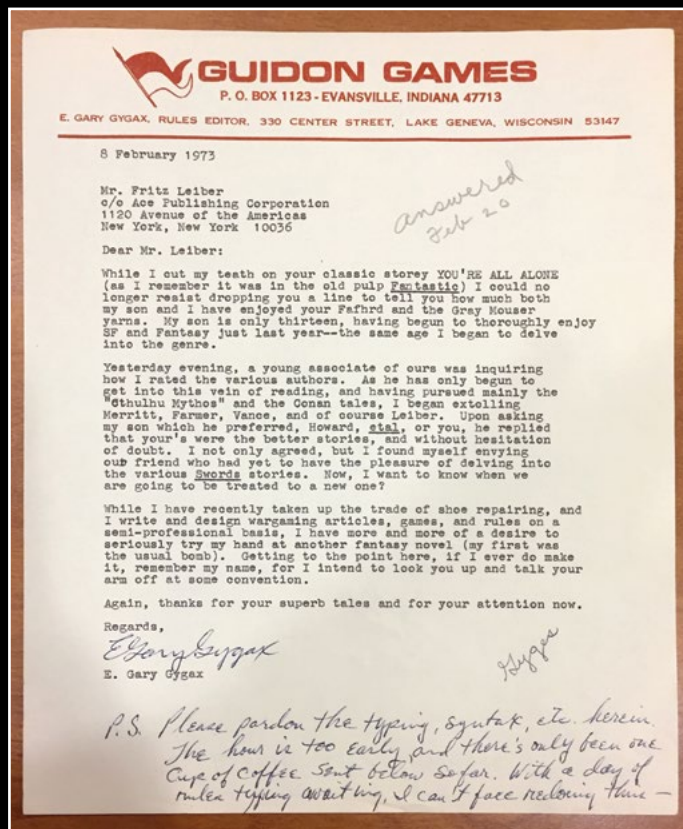 GUIDON GAMES
P. O. BOX 1123 - EVANSVILLE, INDIANA 47713
E. GARY GYGAX, RULES EDITOR, 330 CENTER STREET, LAKE GENEVA, WISCONSIN 53147
8 February 1973
answered
Feb 20
Mr. Fritz Leiber
c/o Ace Publishing Corporation
1120 Avenue of the Americas
New York, New York 10036
Dear Mr. Leiber:
While I cut my teath on your classic storey YOU'RE ALL ALONE
(as I remember it was in the old pulp Fantastic) I could no
longer resist dropping you a line to tell you how much both
my son and I have enjoyed your Fafhrd and the Gray Mouser
yarns. My son is only thirteen, having begun to thoroughly enjoy
SF and Fantasy just last year--the same age I began to delve
into the genre.
Yesterday evening, a young associate of ours was inquiring
how I rated the various authors. As he has only begun to
get into this vein of reading, and having pursued mainly the
"Cthulhu Mythos" and the Conan tales, I began extolling
Merritt, Farmer, Vance, and of course Leiber. Upon asking
my son which he preferred, Howard, etal, or you, he replied
that your's were the better stories, and without hesitation
of doubt. I not only agreed, but I found myself envying
our friend who had yet to have the pleasure of delving into
the various Swords stories. Now, I want to know when we
are going to be treated to a new one?
While I have recently taken up the trade of shoe repairing, and
I write and design wargaming articles, games, and rules on a
semi-professional basis, I have more and more of a desire to
seriously try my hand at another fantasy novel (my first was
the usual bomb). Getting to the point here, if I ever do make
it, remember my name, for I intend to look you up and talk your
arm off at some convention.
Again, thanks for your superb tales and for your attention now.
Regards,
E Gary Gygax
E. Gary Gygax
Gyges
P.S. Please pardon the typing, syntax, etc. herein.
The hour is too early, and there's only been one
Cup of coffee sent below sofar. With a day of
rules typing awaiting, I can't face redoing this —